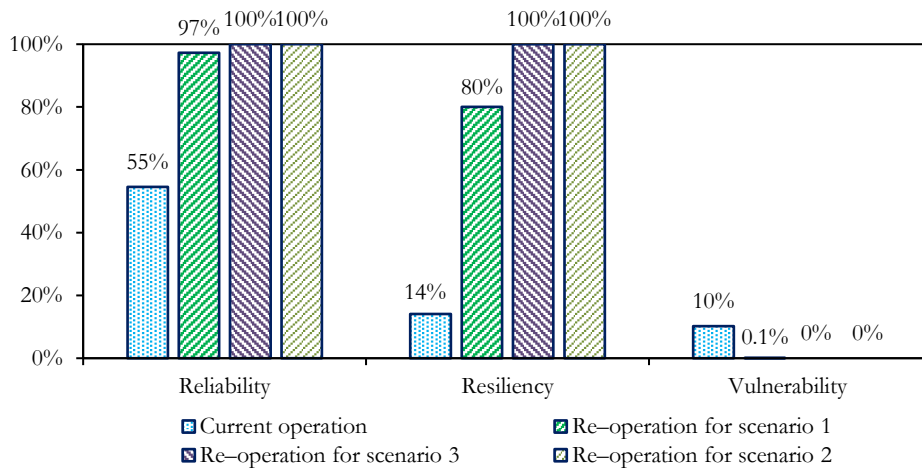 97%
100%
100%
100%
80%
60%
40%
20%
0%
55%
80%
100%
100%
14%
10%
0.1%
0%
0%
Reliability
Resiliency
Vulnerability
Current operation
Re–operation for scenario 1
Re–operation for scenario 3
Re–operation for scenario 2